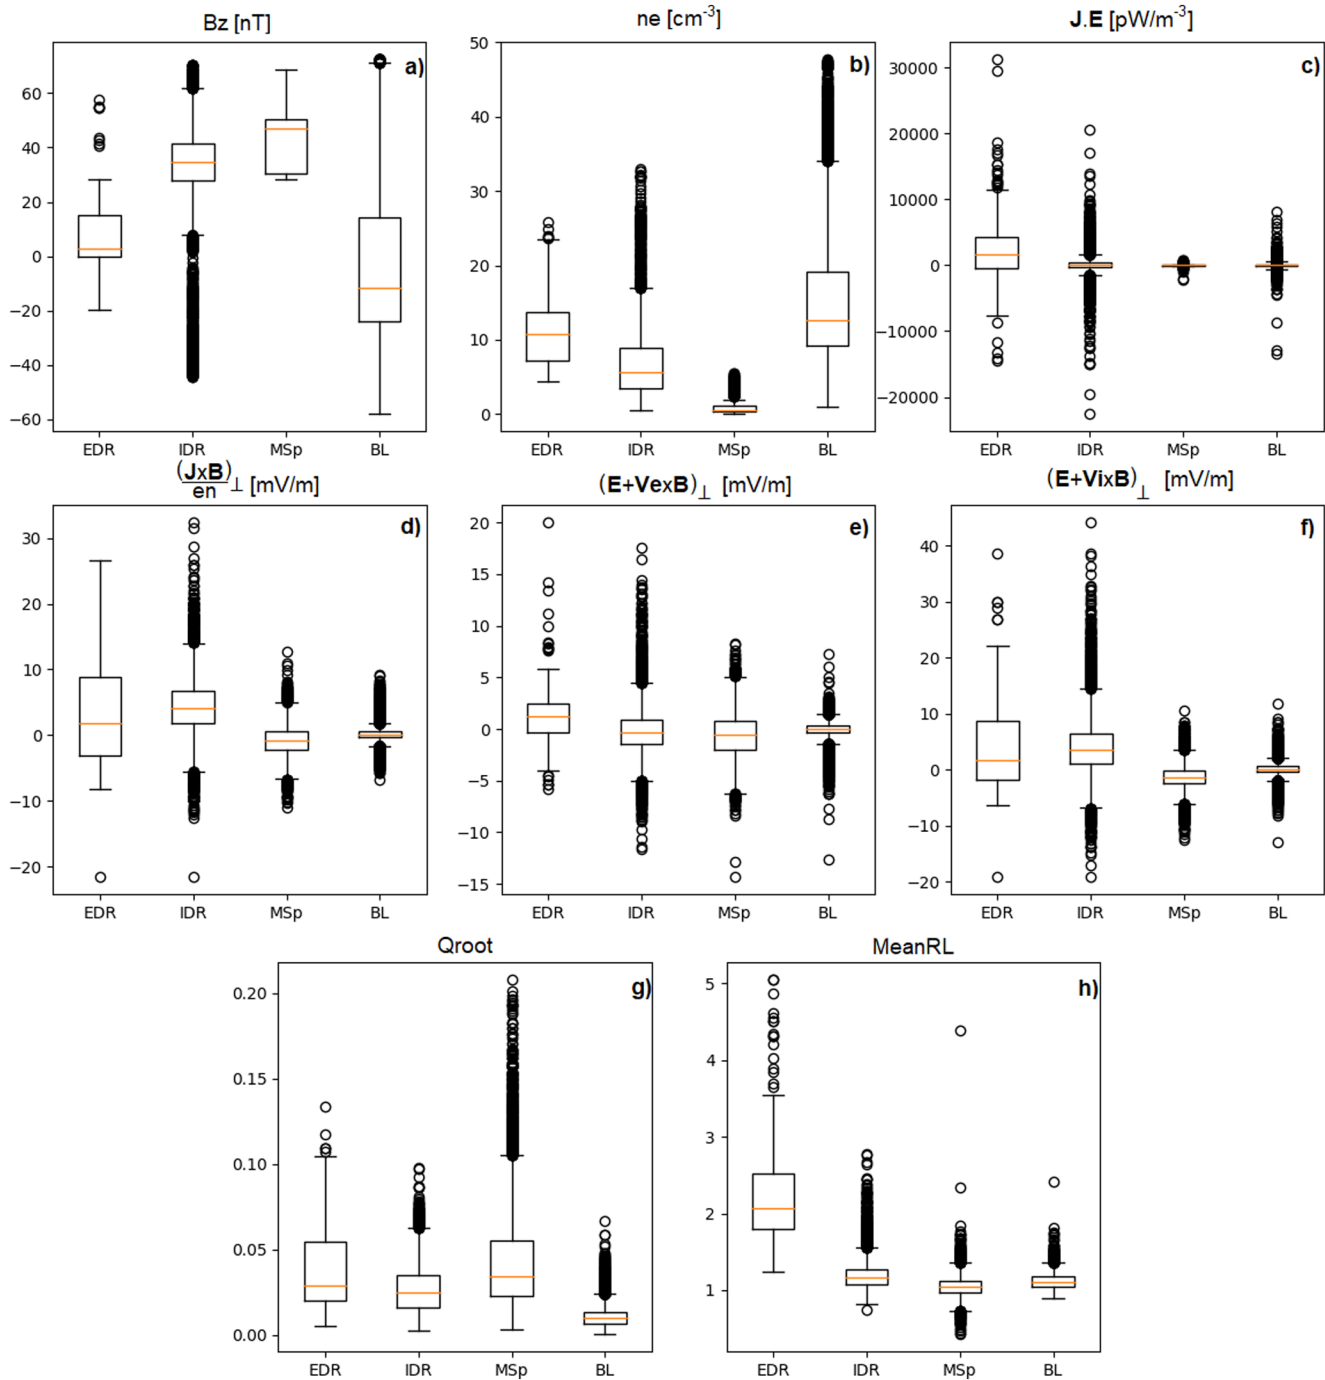 Bz [nT]
ne [cm-3]
J.E [pW/m-3]
a)
b)
c)
60
40
20
0
−20
−40
−60
50
40
30
20
10
0
30000
20000
10000
0
−10000
−20000
EDR IDR MSp BL
EDR IDR MSp BL
EDR IDR MSp BL
(JxB)⊥ [mV/m]
en
(E+VexB)⊥ [mV/m]
(E+VixB)⊥ [mV/m]
d)
e)
f)
30
20
10
0
−10
−20
20
15
10
5
0
−5
−10
−15
40
30
20
10
0
−10
−20
EDR IDR MSp BL
EDR IDR MSp BL
EDR IDR MSp BL
Qroot
MeanRL
g)
h)
0.20
0.15
0.10
0.05
0.00
5
4
3
2
1
EDR IDR MSp BL
EDR IDR MSp BL